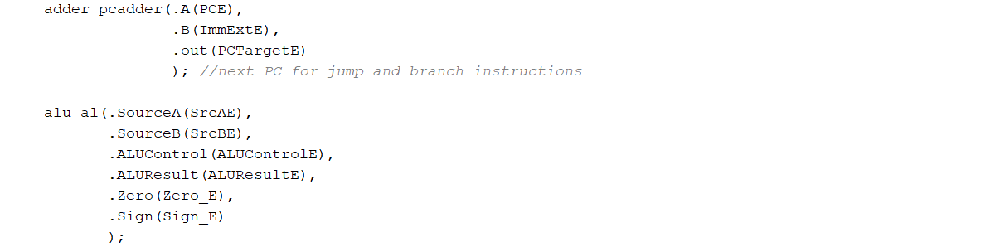 adder pcadder(.A(PCE),
.B(ImmExtE),
.out(PCTargetE)
); //next PC for jump and branch instructions
alu al(.SourceA(SrcAE),
.SourceB(SrcBE),
.ALUControl(ALUControlE),
.ALUResult(ALUResultE),
.Zero(Zero_E),
.Sign(Sign_E)
);